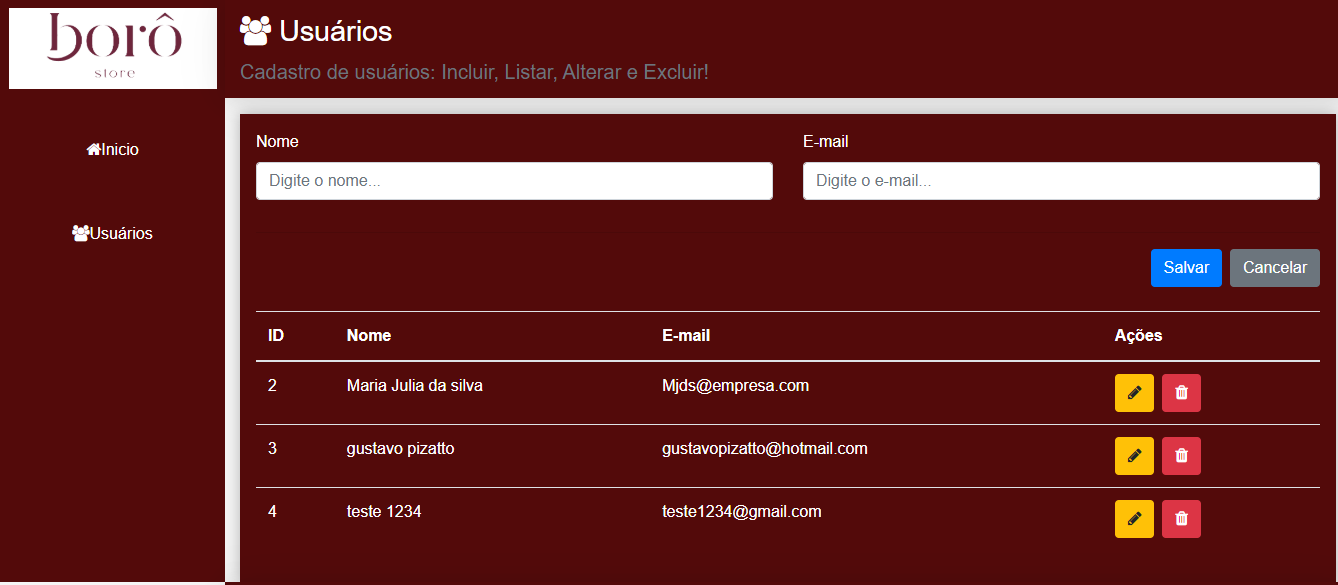 borô
store
Usuários
Cadastro de usuários: Incluir, Listar, Alterar e Excluir!
Inicio
Usuários
Nome E-mail
Digite o nome... Digite o e-mail...
Salvar Cancelar
ID Nome E-mail Ações
2 Maria Julia da silva Mjds@empresa.com
3 gustavo pizatto gustavopizatto@hotmail.com
4 teste 1234 teste1234@gmail.com